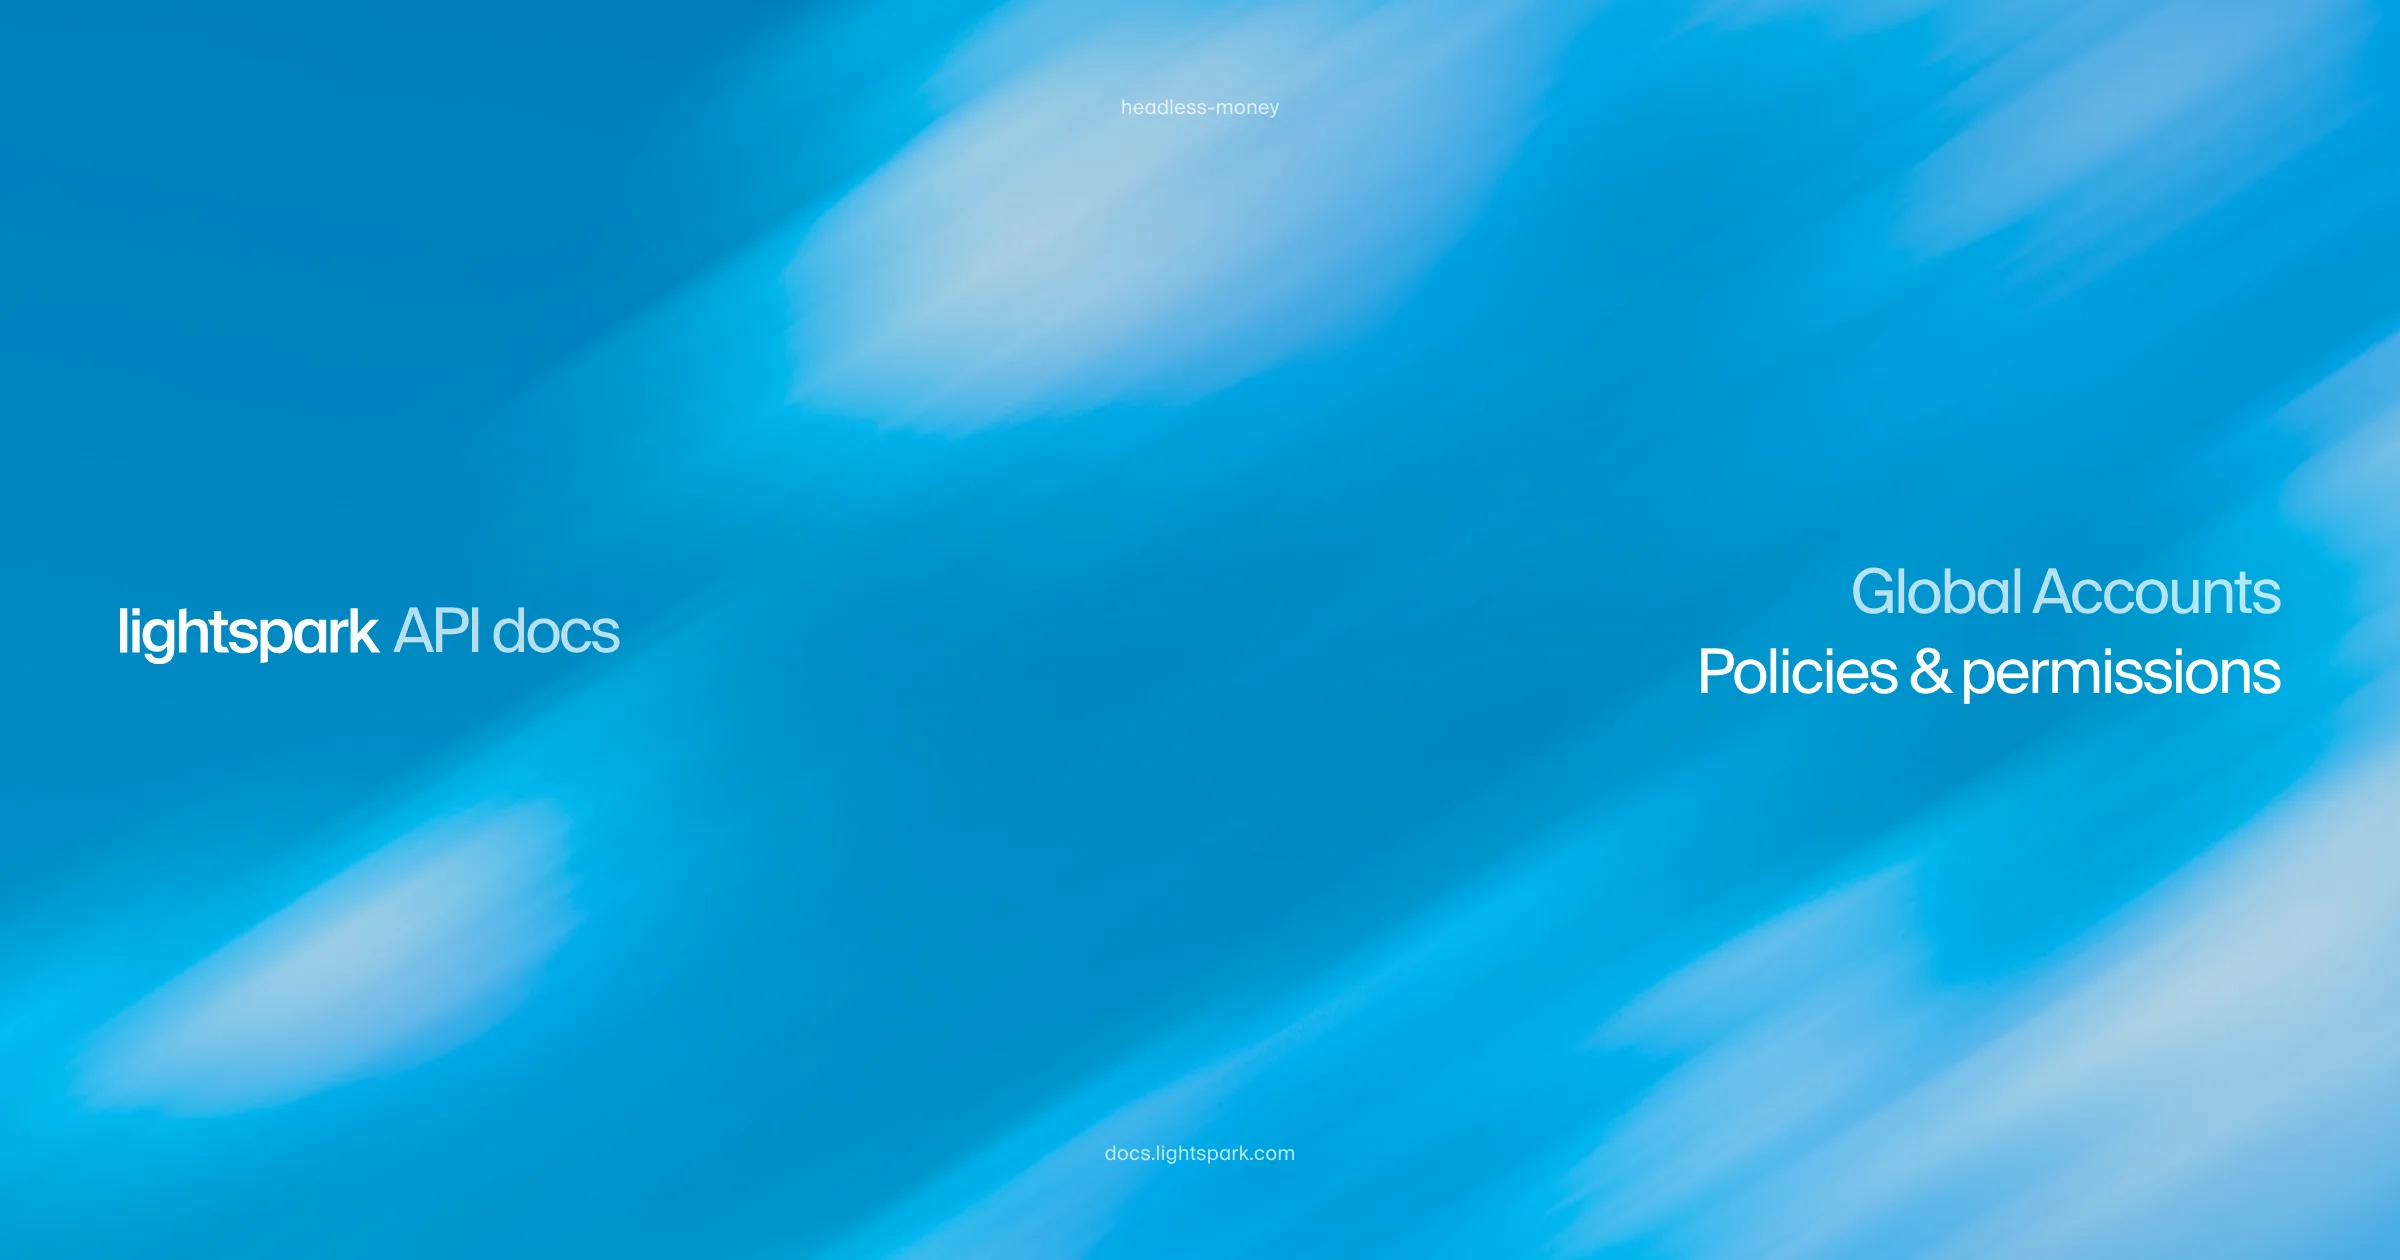 headless-money
lightspark API docs
Global Accounts
Policies & permissions
docs.lightspark.com